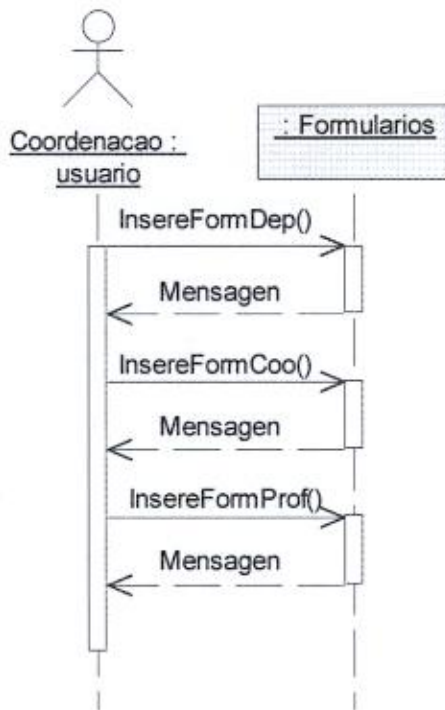 Coordenacao :
usuario
: Formularios
InsereFormDep()
Mensagen
InsereFormCoo()
Mensagen
InsereFormProf()
Mensagen